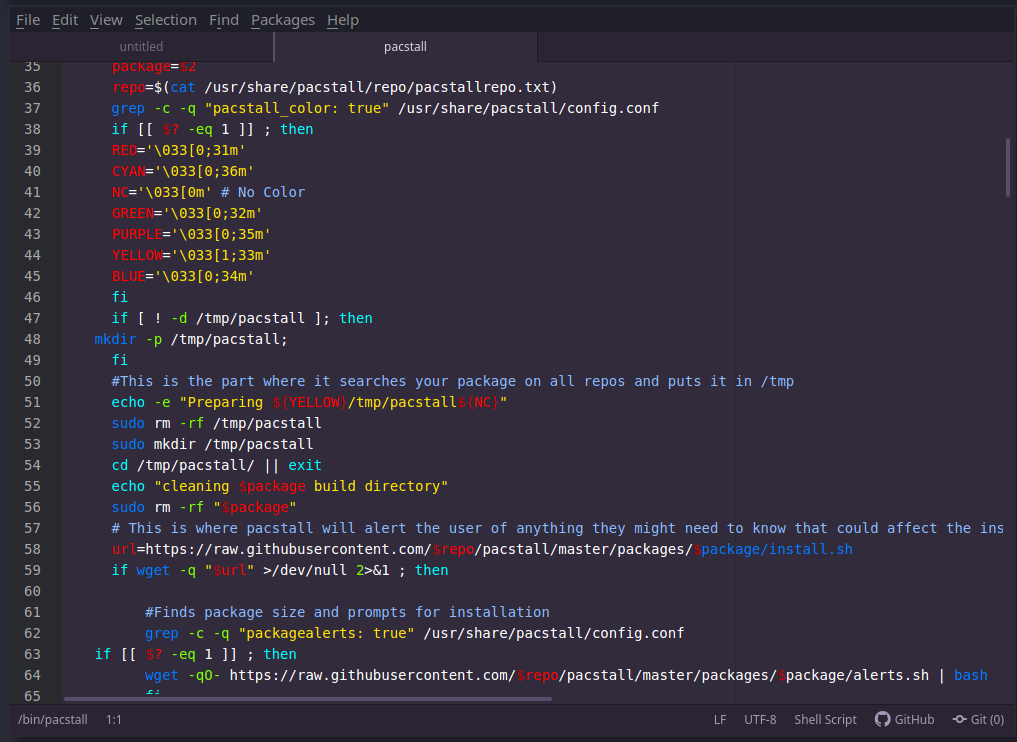 File Edit View Selection Find Packages Help
untitled pacstall
35 package=$2
36 repo=$(cat /usr/share/pacstall/repo/pacstallrepo.txt)
37 grep -c -q "pacstall_color: true" /usr/share/pacstall/config.conf
38 if [[ $? -eq 1 ]] ; then
39 RED='\033[0;31m'
40 CYAN='\033[0;36m'
41 NC='\033[0m' # No Color
42 GREEN='\033[0;32m'
43 PURPLE='\033[0;35m'
44 YELLOW='\033[1;33m'
45 BLUE='\033[0;34m'
46 fi
47 if [ ! -d /tmp/pacstall ]; then
48 mkdir -p /tmp/pacstall;
49 fi
50 #This is the part where it searches your package on all repos and puts it in /tmp
51 echo -e "Preparing ${YELLOW}/tmp/pacstall${NC}"
52 sudo rm -rf /tmp/pacstall
53 sudo mkdir /tmp/pacstall
54 cd /tmp/pacstall/ || exit
55 echo "cleaning $package build directory"
56 sudo rm -rf "$package"
57 # This is where pacstall will alert the user of anything they might need to know that could affect the ins
58 url=https://raw.githubusercontent.com/$repo/pacstall/master/packages/$package/install.sh
59 if wget -q "$url" >/dev/null 2>&1 ; then
60
61 #Finds package size and prompts for installation
62 grep -c -q "packagealerts: true" /usr/share/pacstall/config.conf
63 if [[ $? -eq 1 ]] ; then
64 wget -qO- https://raw.githubusercontent.com/$repo/pacstall/master/packages/$package/alerts.sh | bash
65 fi
/bin/pacstall 1:1 LF UTF-8 Shell Script GitHub Git (0)